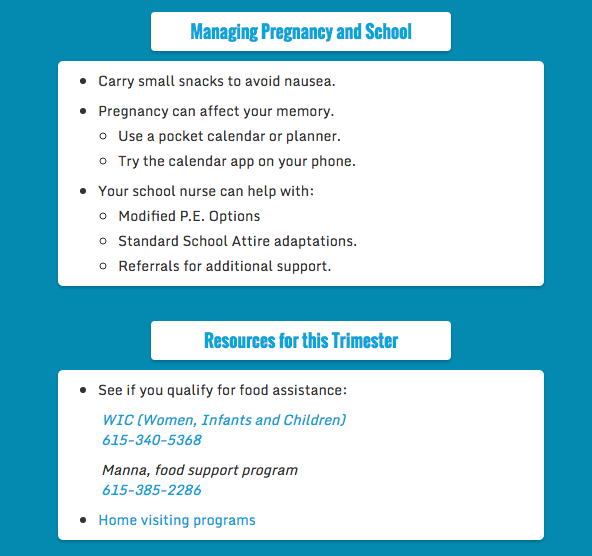 Managing Pregnancy and School
Carry small snacks to avoid nausea.
Pregnancy can affect your memory.
Use a pocket calendar or planner.
Try the calendar app on your phone.
Your school nurse can help with:
Modified P.E. Options
Standard School Attire adaptations.
Referrals for additional support.
Resources for this Trimester
See if you qualify for food assistance:
WIC (Women, Infants and Children)
615-340-5368
Manna, food support program
615-385-2286
Home visiting programs